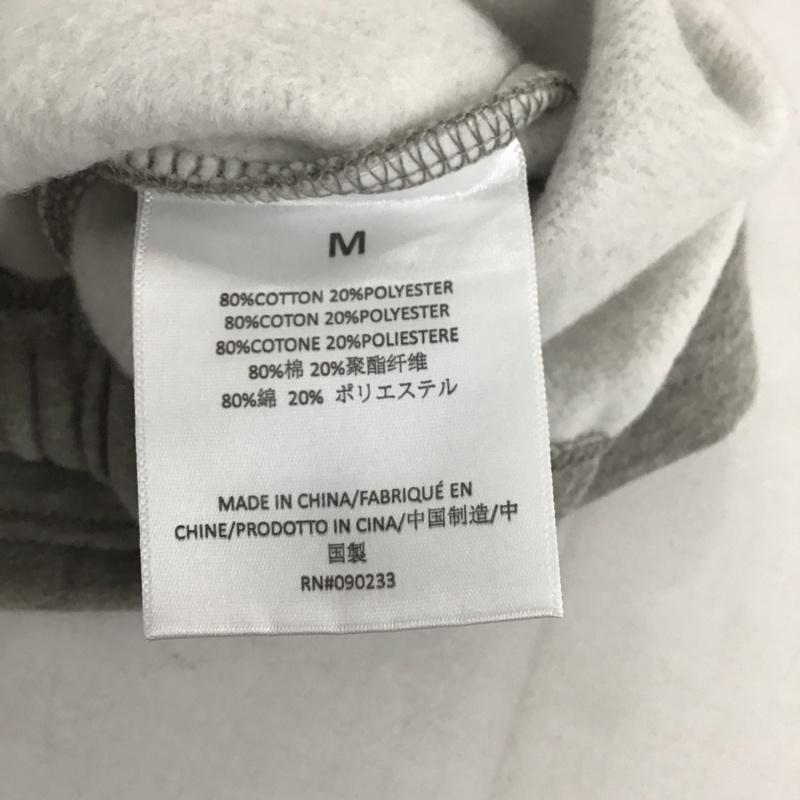 M
80%COTTON 20%POLYESTER
80%COTON 20%POLYESTER
80%COTONE 20%POLIESTERE
80%棉 20%聚酯纤维
80%綿 20% ポリエステル
MADE IN CHINA/FABRIQUÉ EN
CHINE/PRODOTTO IN CINA/中国制造/中
国製
RN#090233